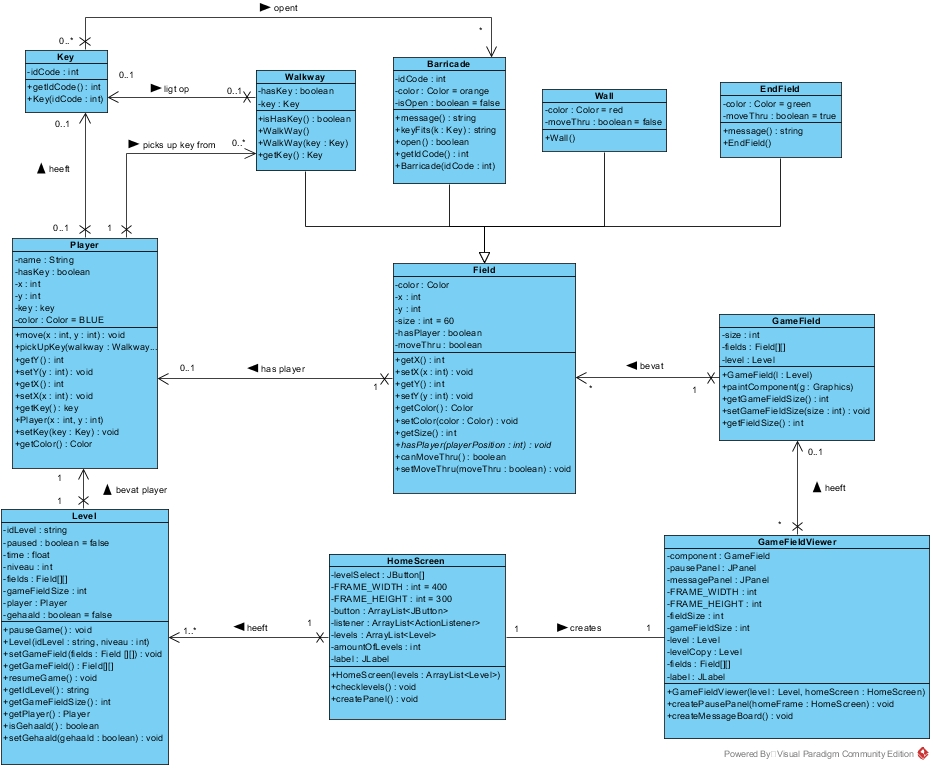 opent
0..*
*
Key
-idCode : int
+getIdCode() : int
+Key(idCode : int)
0..1
ligt op
0..1
Walkway
-hasKey : boolean
-key : Key
+isHasKey() : boolean
+WalkWay()
+WalkWay(key : Key)
+getKey() : Key
Barricade
-idCode : int
-color : Color = orange
-isOpen : boolean = false
+message() : string
+keyFits(k : Key) : string
+open() : boolean
+getIdCode() : int
+Barricade(idCode : int)
Wall
-color : Color = red
-moveThru : boolean = false
+Wall()
EndField
-color : Color = green
-moveThru : boolean = true
+message() : string
+EndField()
0..1
picks up key from
0..*
heeft
0..1
1
Player
-name : String
-hasKey : boolean
-x : int
-y : int
-key : key
-color : Color = BLUE
+move(x : int, y : int) : void
+pickUpKey(walkway : Walkway...
+getY() : int
+setY(y : int) : void
+getX() : int
+setX(x : int) : void
+getKey() : key
+Player(x : int, y : int)
+setKey(key : Key) : void
+getColor() : Color
0..1
has player
1
Field
-color : Color
-x : int
-y : int
-size : int = 60
-hasPlayer : boolean
-moveThru : boolean
+getX() : int
+setX(x : int) : void
+getY() : int
+setY(y : int) : void
+getColor() : Color
+setColor(color : Color) : void
+getSize() : int
+hasPlayer(playerPosition : int) : void
+canMoveThru() : boolean
+setMoveThru(moveThru : boolean) : void
bevat
*
1
GameField
-size : int
-fields : Field[][]
-level : Level
+GameField(l : Level)
+paintComponent(g : Graphics)
+getGameFieldSize() : int
+setGameFieldSize(size : int) : void
+getFieldSize() : int
0..1
heeft
*
1
bevat player
1
Level
-idLevel : string
-paused : boolean = false
-time : float
-niveau : int
-fields : Field[][]
-gameFieldSize : int
-player : Player
-gehaald : boolean = false
+pauseGame() : void
+Level(idLevel : string, niveau : int)
+setGameField(fields : Field [][]) : void
+getGameField() : Field[][]
+resumeGame() : void
+getIdLevel() : string
+getGameFieldSize() : int
+getPlayer() : Player
+isGehaald() : boolean
+setGehaald(gehaald : boolean) : void
1..*
heeft
1
HomeScreen
-levelSelect : JButton[]
-FRAME_WIDTH : int = 400
-FRAME_HEIGHT : int = 300
-button : ArrayList<JButton>
-listener : ArrayList<ActionListener>
-levels : ArrayList<Level>
-amountOfLevels : int
-label : JLabel
+HomeScreen(levels : ArrayList<Level>)
+checklevels() : void
+createPanel() : void
1
creates
1
GameFieldViewer
-component : GameField
-pausePanel : JPanel
-messagePanel : JPanel
-FRAME_WIDTH : int
-FRAME_HEIGHT : int
-fieldSize : int
-gameFieldSize : int
-level : Level
-levelCopy : Level
-fields : Field[][]
-label : JLabel
+GameFieldViewer(level : Level, homeScreen : HomeScreen)
+createPausePanel(homeFrame : HomeScreen) : void
+createMessageBoard() : void
Powered By Visual Paradigm Community Edition